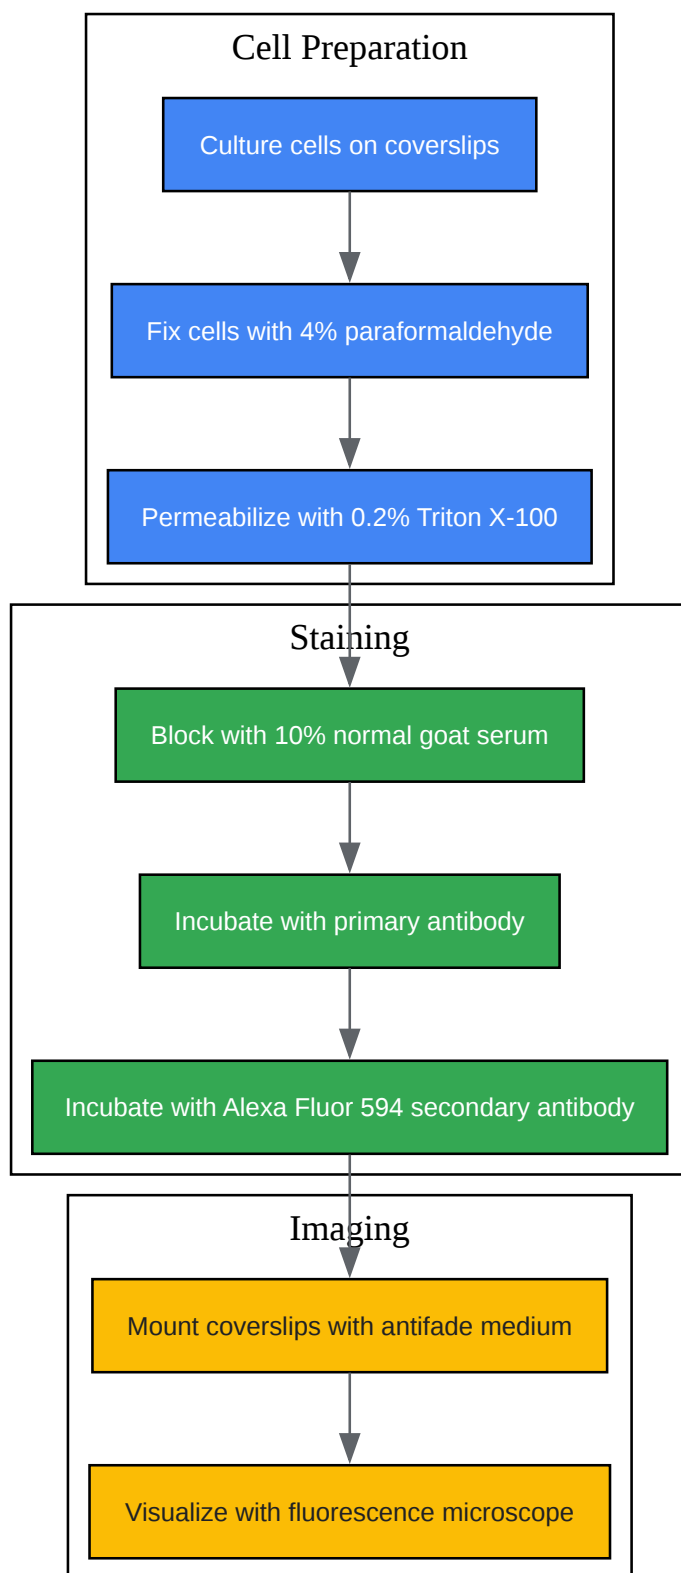 Cell Preparation
Culture cells on coverslips
Fix cells with 4% paraformaldehyde
Permeabilize with 0.2% Triton X-100
Staining
Block with 10% normal goat serum
Incubate with primary antibody
Incubate with Alexa Fluor 594 secondary antibody
Imaging
Mount coverslips with antifade medium
Visualize with fluorescence microscope